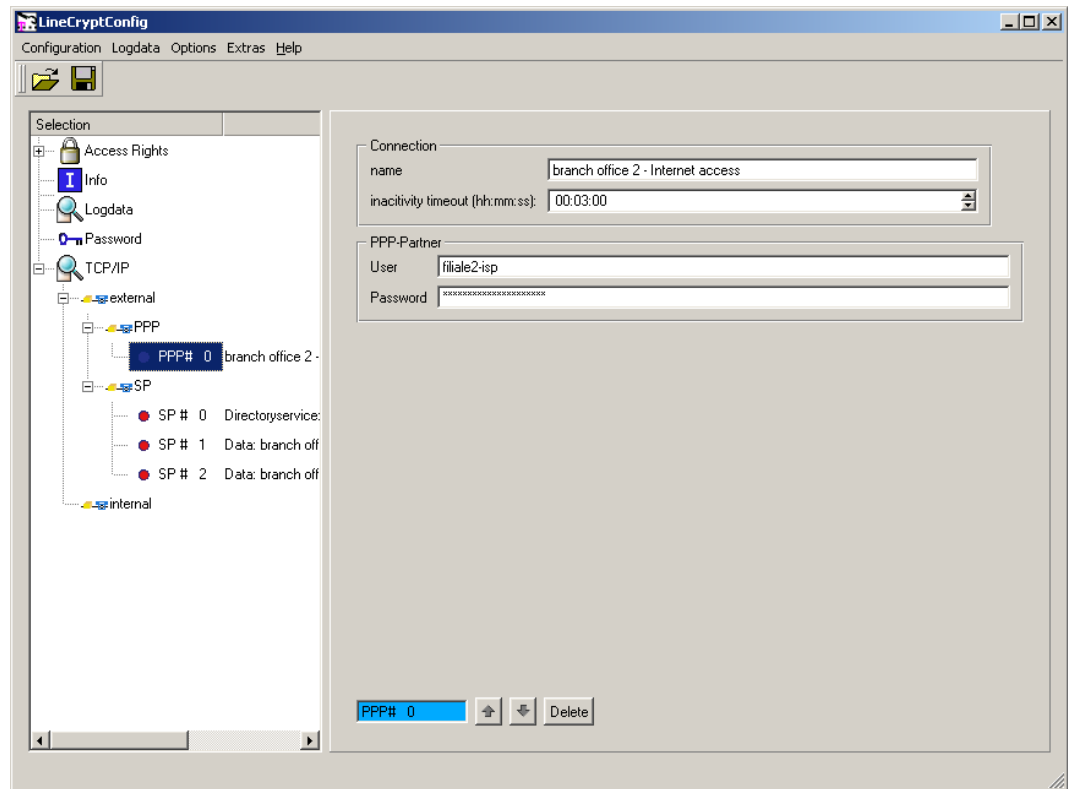 LineCryptConfig
Configuration Logdata Options Extras Help
Selection
Access Rights
Info
Logdata
Password
TCP/IP
external
PPP
PPP# 0 branch office 2 -
SP
SP # 0 Directoryservice:
SP # 1 Data: branch off
SP # 2 Data: branch off
internal
Connection
name branch office 2 - Internet access
inacitivity timeout (hh:mm:ss): 00:03:00
PPP-Partner
User filiale2-isp
Password ********************
PPP# 0 Delete